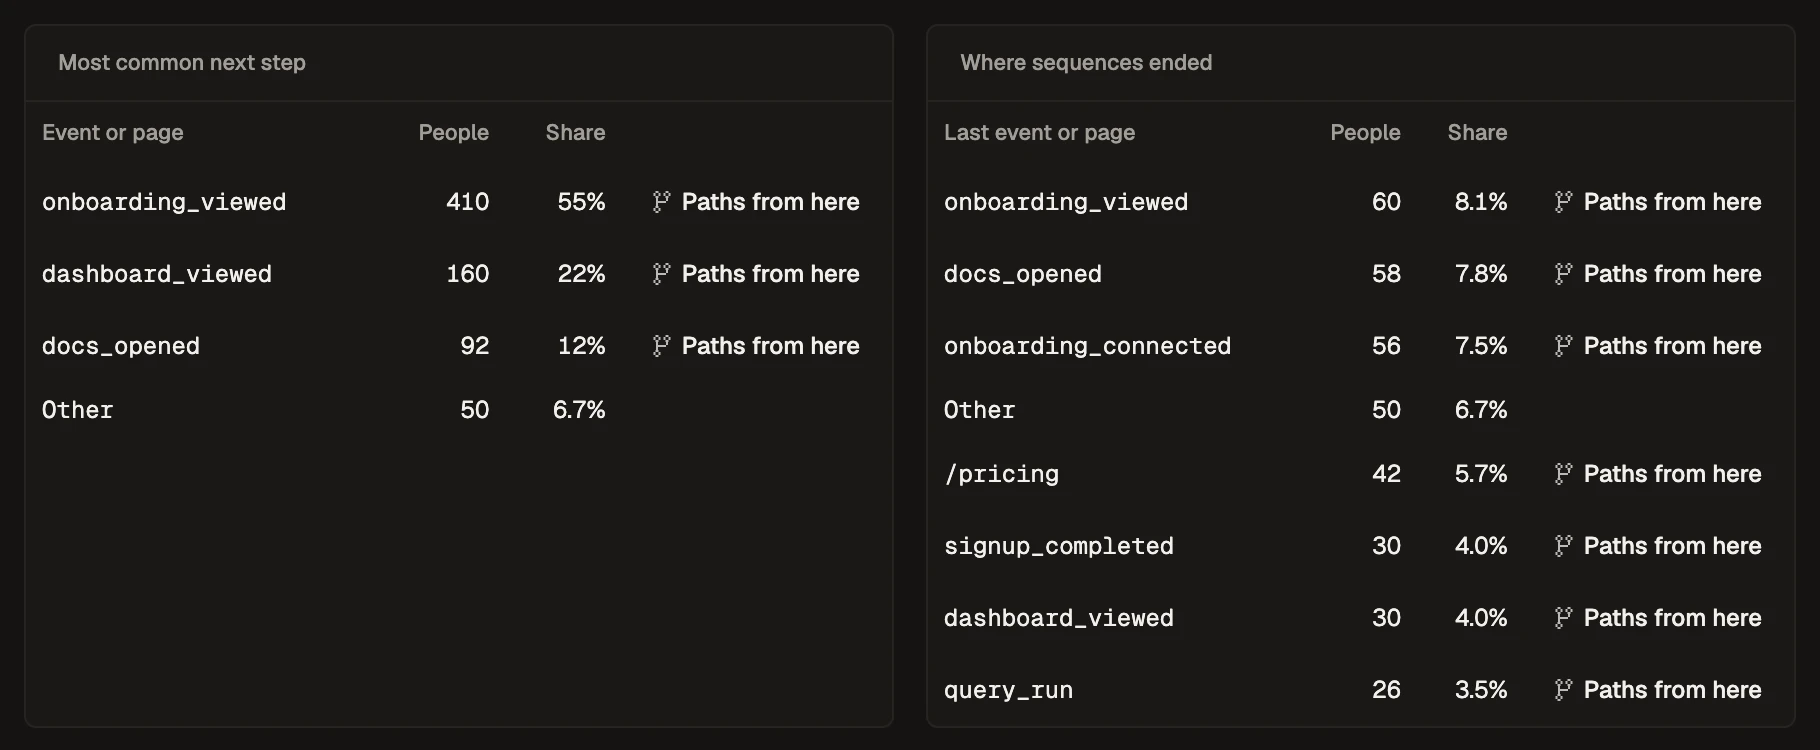 Most common next step
Event or page People Share
onboarding_viewed 410 55% Paths from here
dashboard_viewed 160 22% Paths from here
docs_opened 92 12% Paths from here
Other 50 6.7%
Where sequences ended
Last event or page People Share
onboarding_viewed 60 8.1% Paths from here
docs_opened 58 7.8% Paths from here
onboarding_connected 56 7.5% Paths from here
Other 50 6.7%
/pricing 42 5.7% Paths from here
signup_completed 30 4.0% Paths from here
dashboard_viewed 30 4.0% Paths from here
query_run 26 3.5% Paths from here